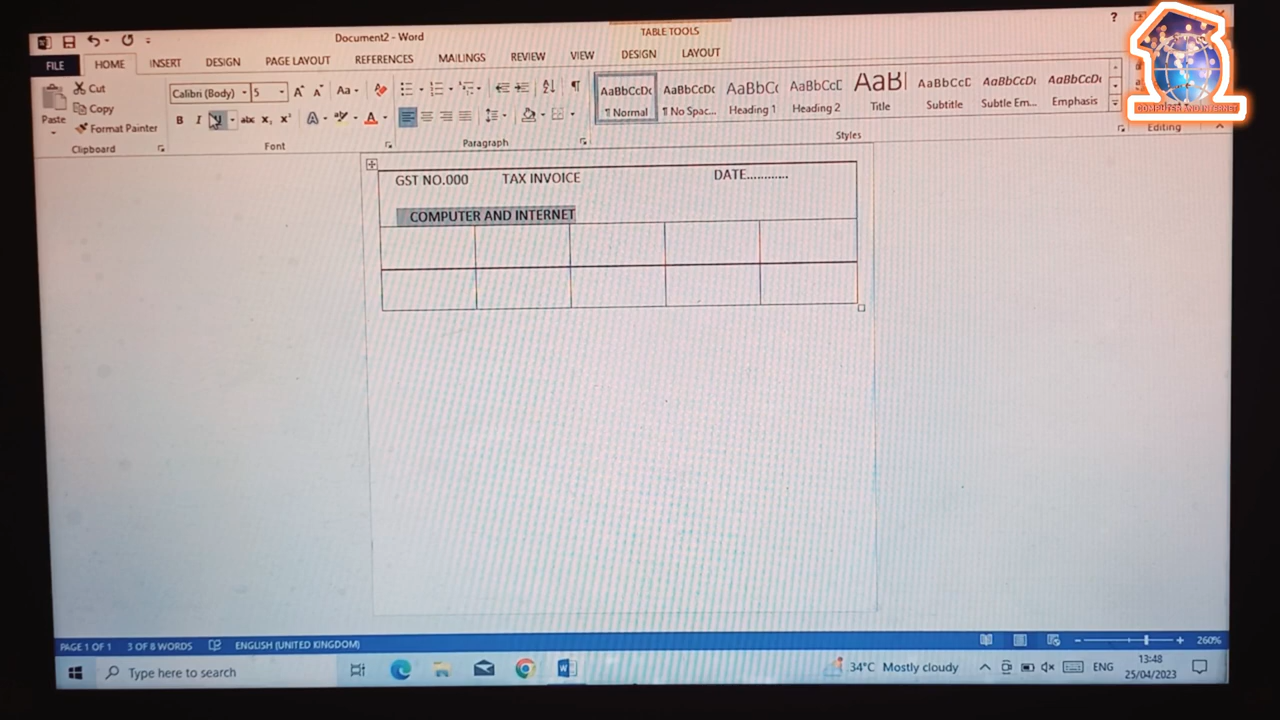 Document2 - Word
TABLE TOOLS
?
FILE
HOME
INSERT
DESIGN
PAGE LAYOUT
REFERENCES
MAILINGS
REVIEW
VIEW
DESIGN
LAYOUT
Cut
Copy
Format Painter
Paste
Clipboard
Calibri (Body)
5
Font
Paragraph
AaBbCcDc
¶ Normal
AaBbCcDc
¶ No Spac...
AaBbCc
Heading 1
AaBbCcD
Heading 2
AaB
Title
AaBbCcD
Subtitle
AaBbCcDc
Subtle Em...
AaBbCcDc
Emphasis
Styles
Editing
COMPUTER AND INTERNET
GST NO.000 TAX INVOICE DATE............
COMPUTER AND INTERNET
PAGE 1 OF 1 3 OF 8 WORDS ENGLISH (UNITED KINGDOM) 260%
Type here to search
34°C Mostly cloudy
ENG
13:48
25/04/2023